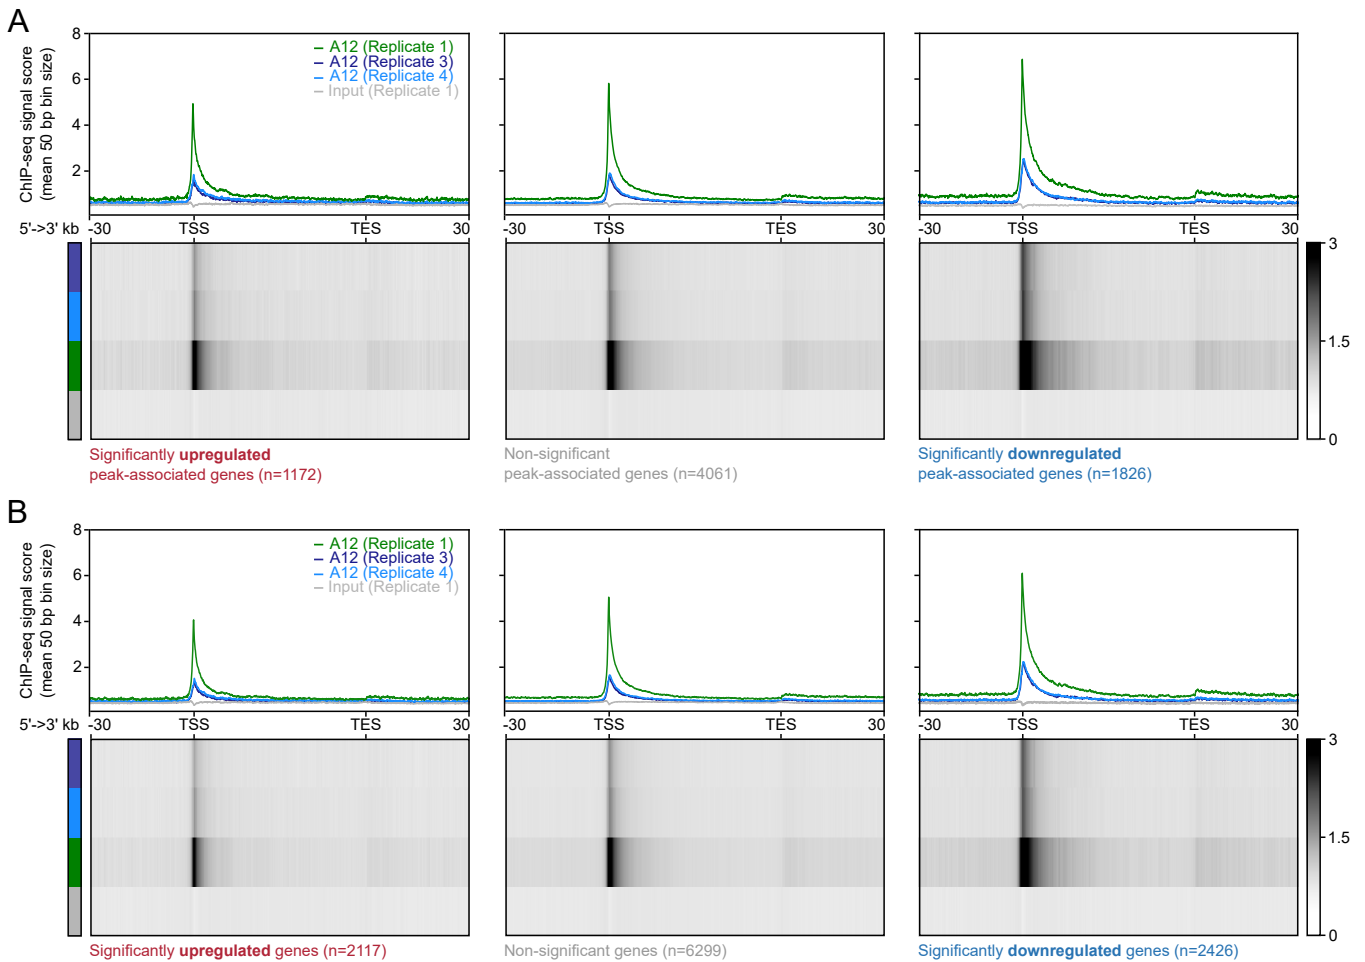 A
ChIP-seq signal score
(mean 50 bp bin size)
8
6
4
2
A12 (Replicate 1)
A12 (Replicate 3)
A12 (Replicate 4)
Input (Replicate 1)
5'->3' kb -30 TSS TES 30
-30 TSS TES 30
-30 TSS TES 30
3
1.5
0
Significantly upregulated
peak-associated genes (n=1172)
Non-significant
peak-associated genes (n=4061)
Significantly downregulated
peak-associated genes (n=1826)
B
ChIP-seq signal score
(mean 50 bp bin size)
8
6
4
2
A12 (Replicate 1)
A12 (Replicate 3)
A12 (Replicate 4)
Input (Replicate 1)
5'->3' kb -30 TSS TES 30
-30 TSS TES 30
-30 TSS TES 30
3
1.5
0
Significantly upregulated genes (n=2117)
Non-significant genes (n=6299)
Significantly downregulated genes (n=2426)